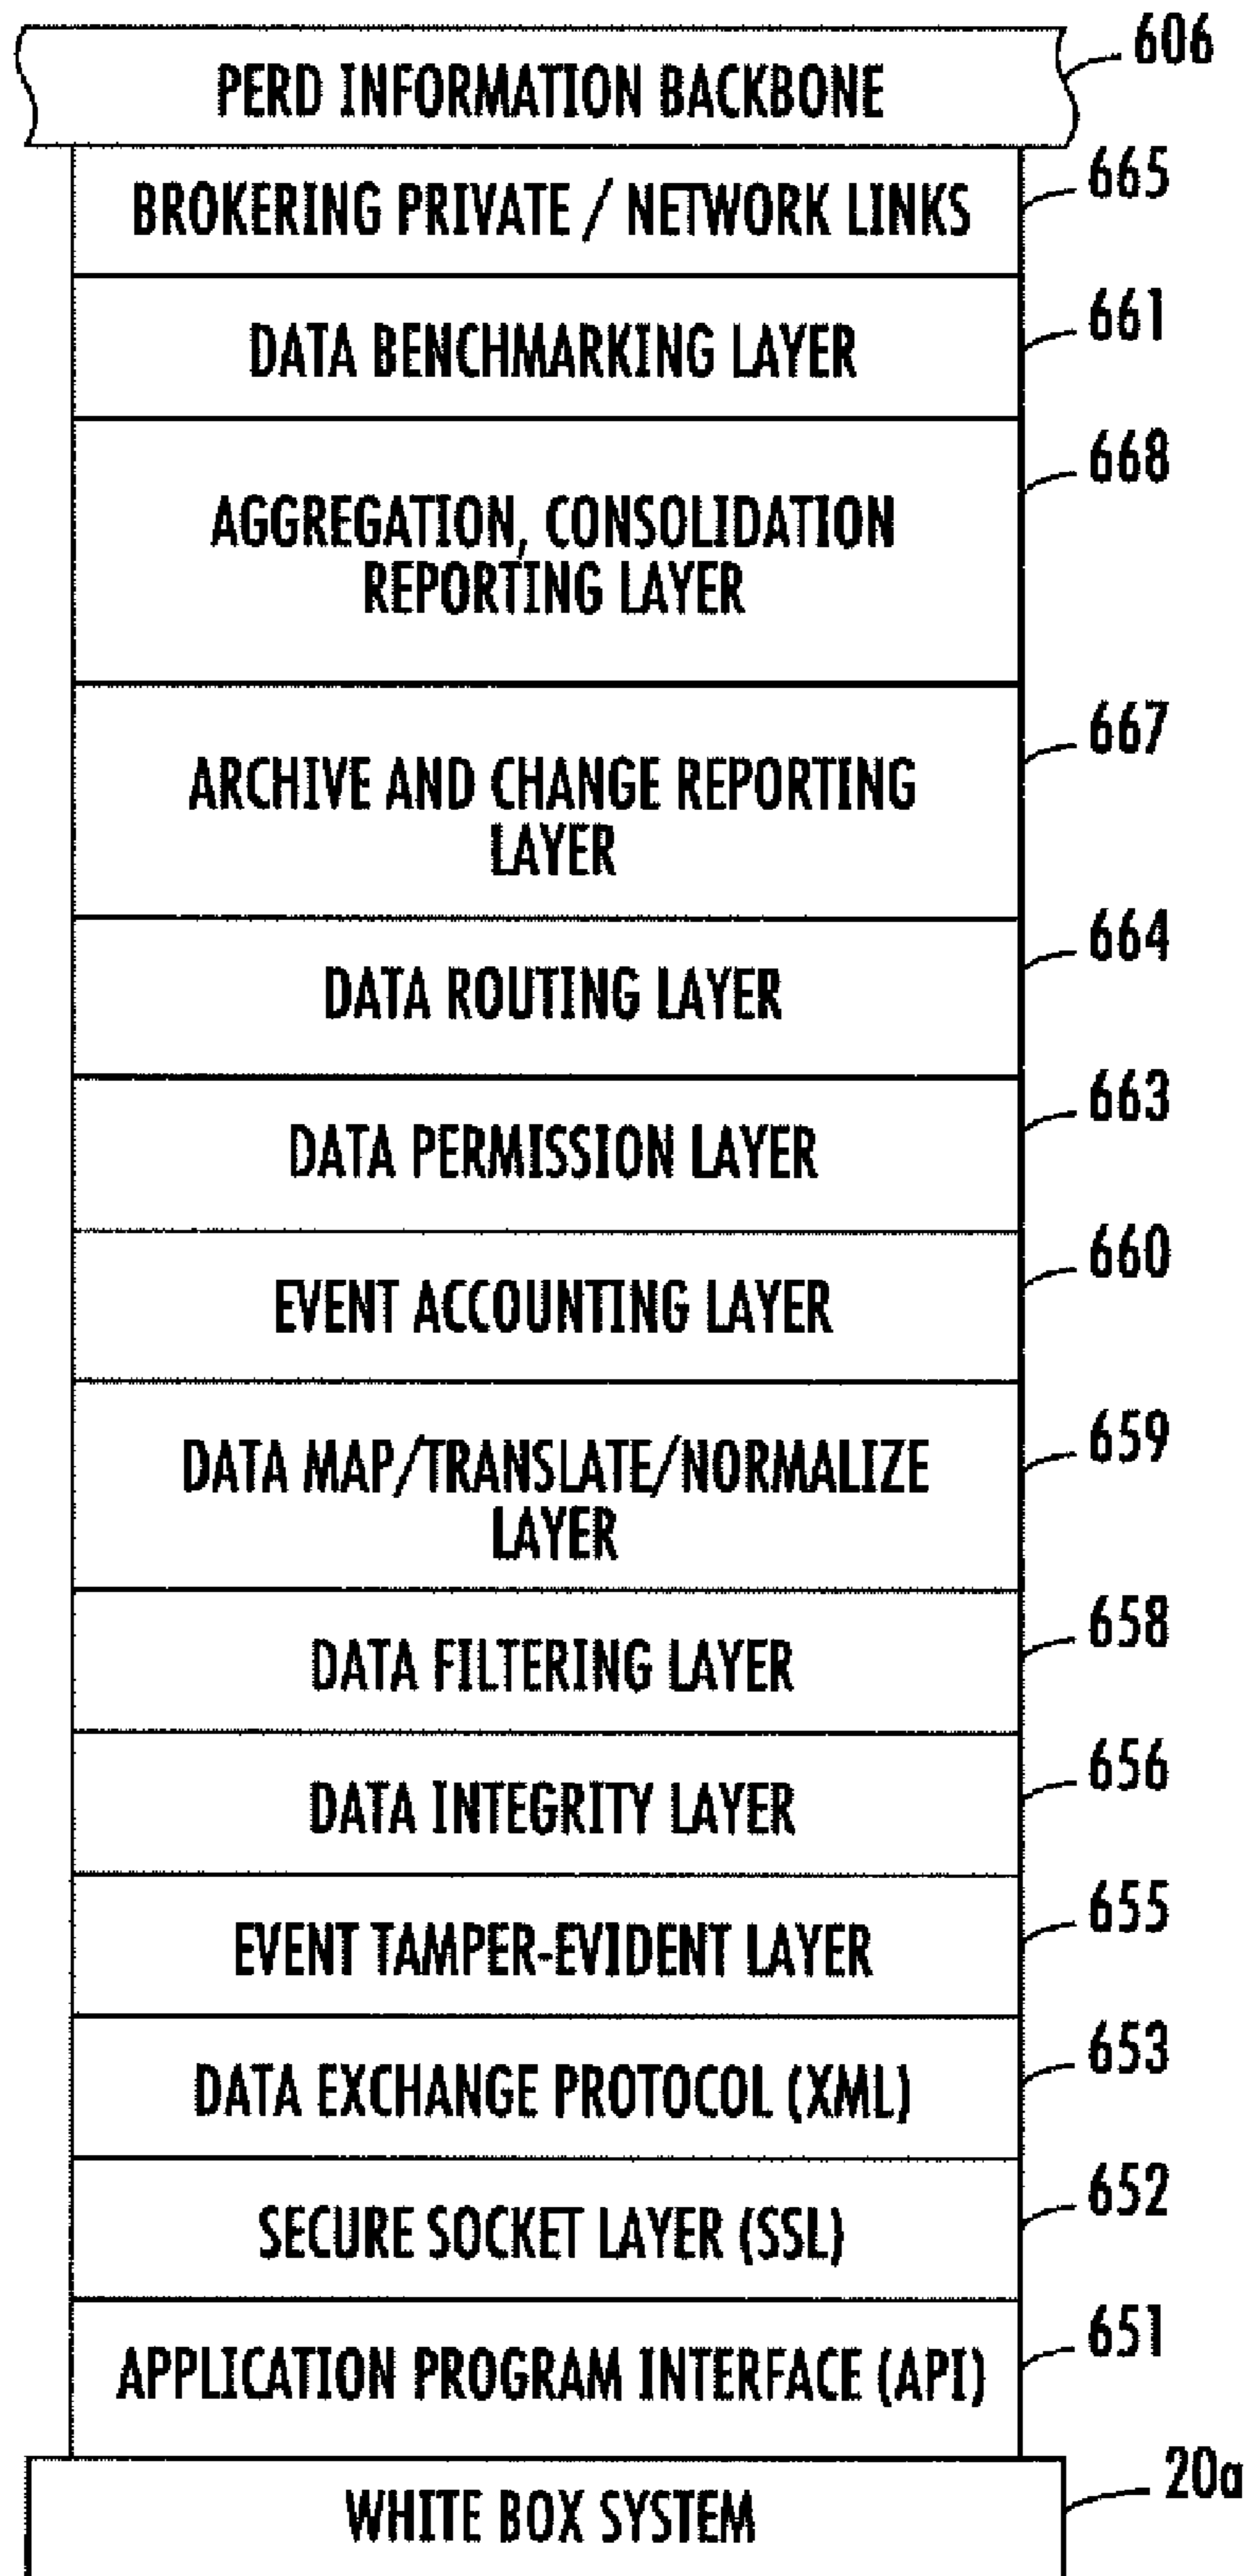 606
PERD INFORMATION BACKBONE
665
BROKERING PRIVATE / NETWORK LINKS
661
DATA BENCHMARKING LAYER
668
AGGREGATION, CONSOLIDATION
REPORTING LAYER
667
ARCHIVE AND CHANGE REPORTING
LAYER
664
DATA ROUTING LAYER
663
DATA PERMISSION LAYER
660
EVENT ACCOUNTING LAYER
659
DATA MAP/TRANSLATE/NORMALIZE
LAYER
658
DATA FILTERING LAYER
656
DATA INTEGRITY LAYER
655
EVENT TAMPER-EVIDENT LAYER
653
DATA EXCHANGE PROTOCOL (XML)
652
SECURE SOCKET LAYER (SSL)
651
APPLICATION PROGRAM INTERFACE (API)
20a
WHITE BOX SYSTEM